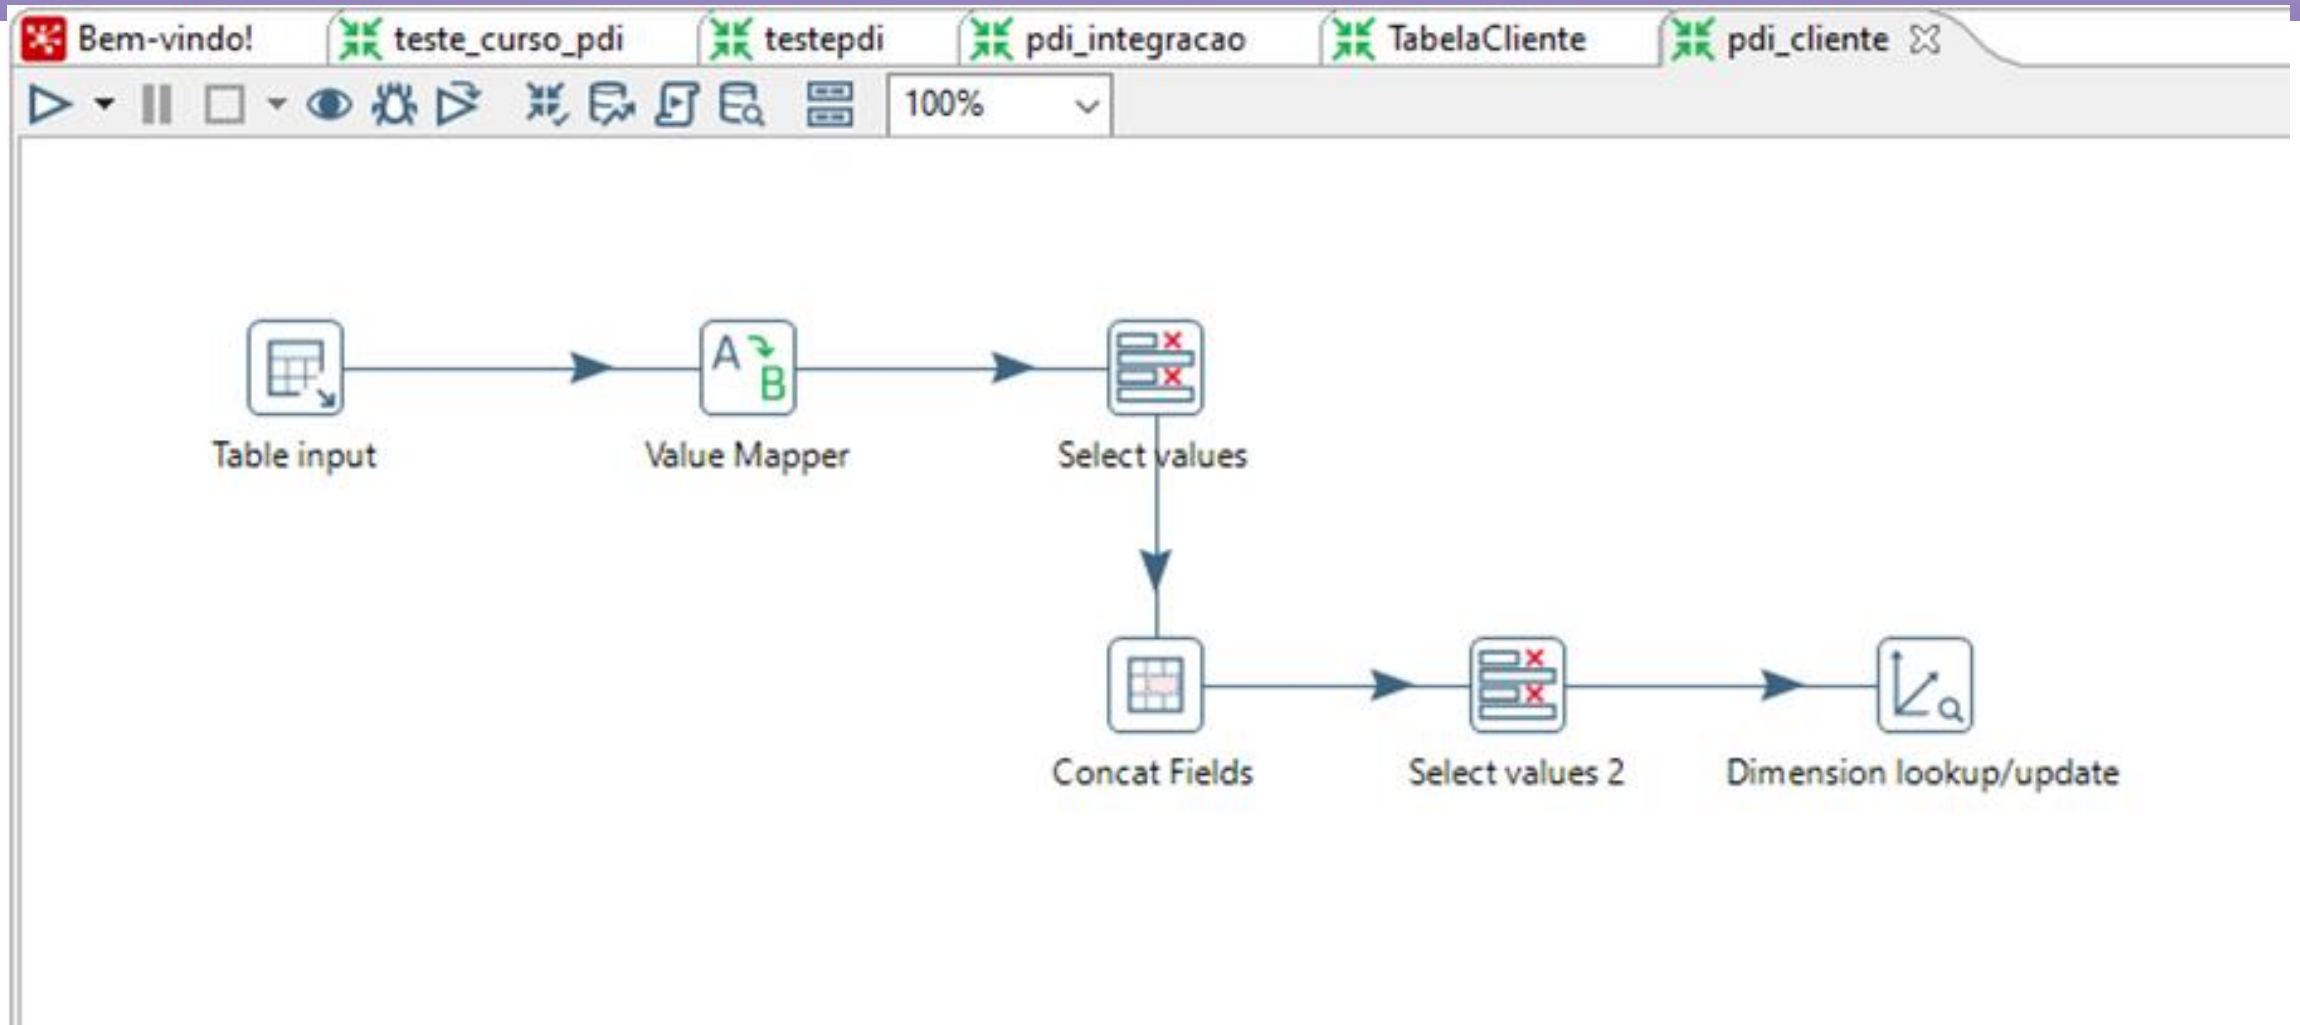 Bem-vindo!
teste_curso_pdi
testepdi
pdi_integracao
TabelaCliente
pdi_cliente
100%
A
B
Table input
Value Mapper
Select values
Concat Fields
Select values 2
Dimension lookup/update